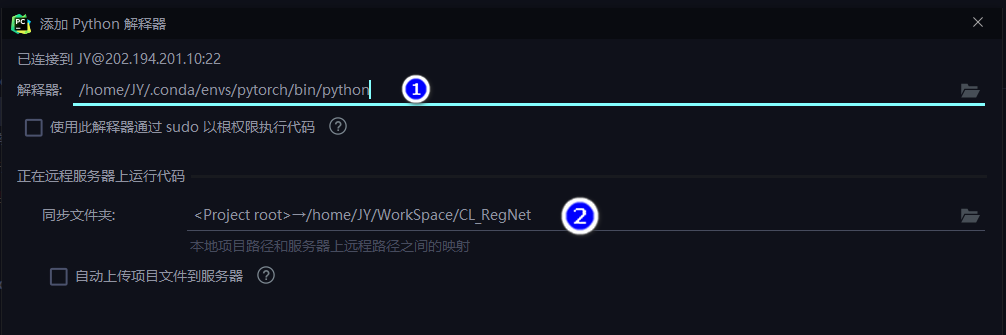 PC 添加 Python 解释器
已连接到 JY@202.194.201.10:22
解释器: /home/JY/.conda/envs/pytorch/bin/python 1
使用此解释器通过 sudo 以根权限执行代码 ?
正在远程服务器上运行代码
同步文件夹: <Project root>→/home/JY/WorkSpace/CL_RegNet 2
本地项目路径和服务器上远程路径之间的映射
自动上传项目文件到服务器 ?